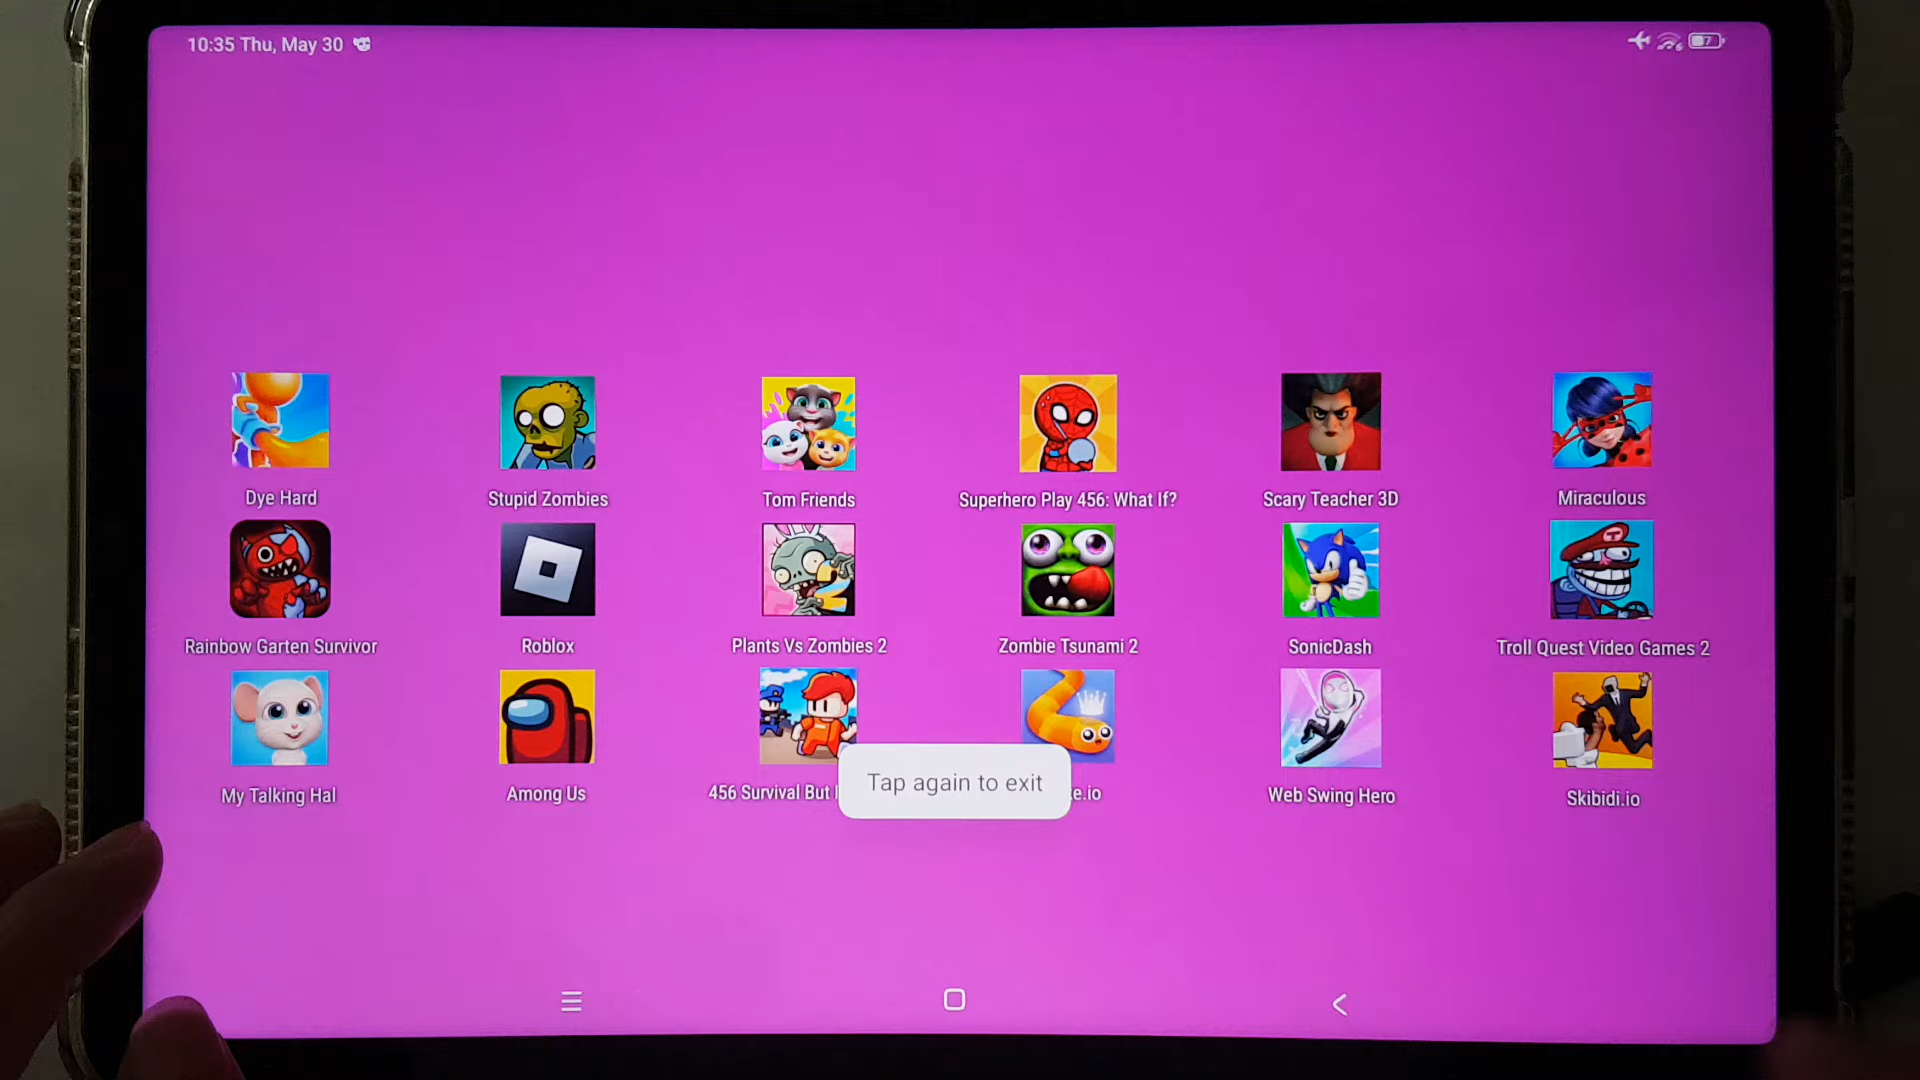 10:35 Thu, May 30
7
Dye Hard
Stupid Zombies
Tom Friends
Superhero Play 456: What If?
Scary Teacher 3D
Miraculous
Rainbow Garten Survivor
Roblox
Plants Vs Zombies 2
Zombie Tsunami 2
SonicDash
Troll Quest Video Games 2
My Talking Hal
Among Us
456 Survival But
Tap again to exit
e.io
Web Swing Hero
Skibidi.io